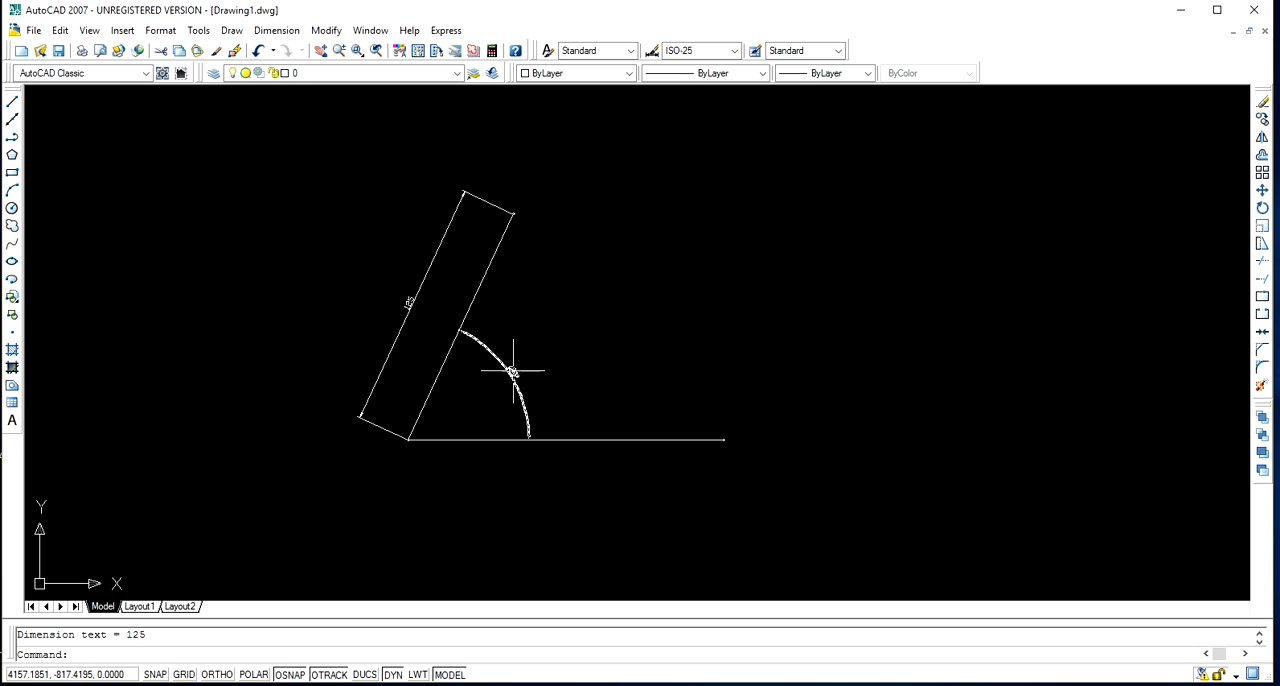 AutoCAD 2007 - UNREGISTERED VERSION - [Drawing1.dwg]
File Edit View Insert Format Tools Draw Dimension Modify Window Help Express
Standard ISO-25 Standard
AutoCAD Classic 0 ByLayer ByLayer ByLayer ByColor
A
125
Y
X
Model Layout1 Layout2
Dimension text = 125
Command:
4157.1851, -817.4195, 0.0000 SNAP GRID ORTHO POLAR OSNAP OTRACK DUCS DYN LWT MODEL